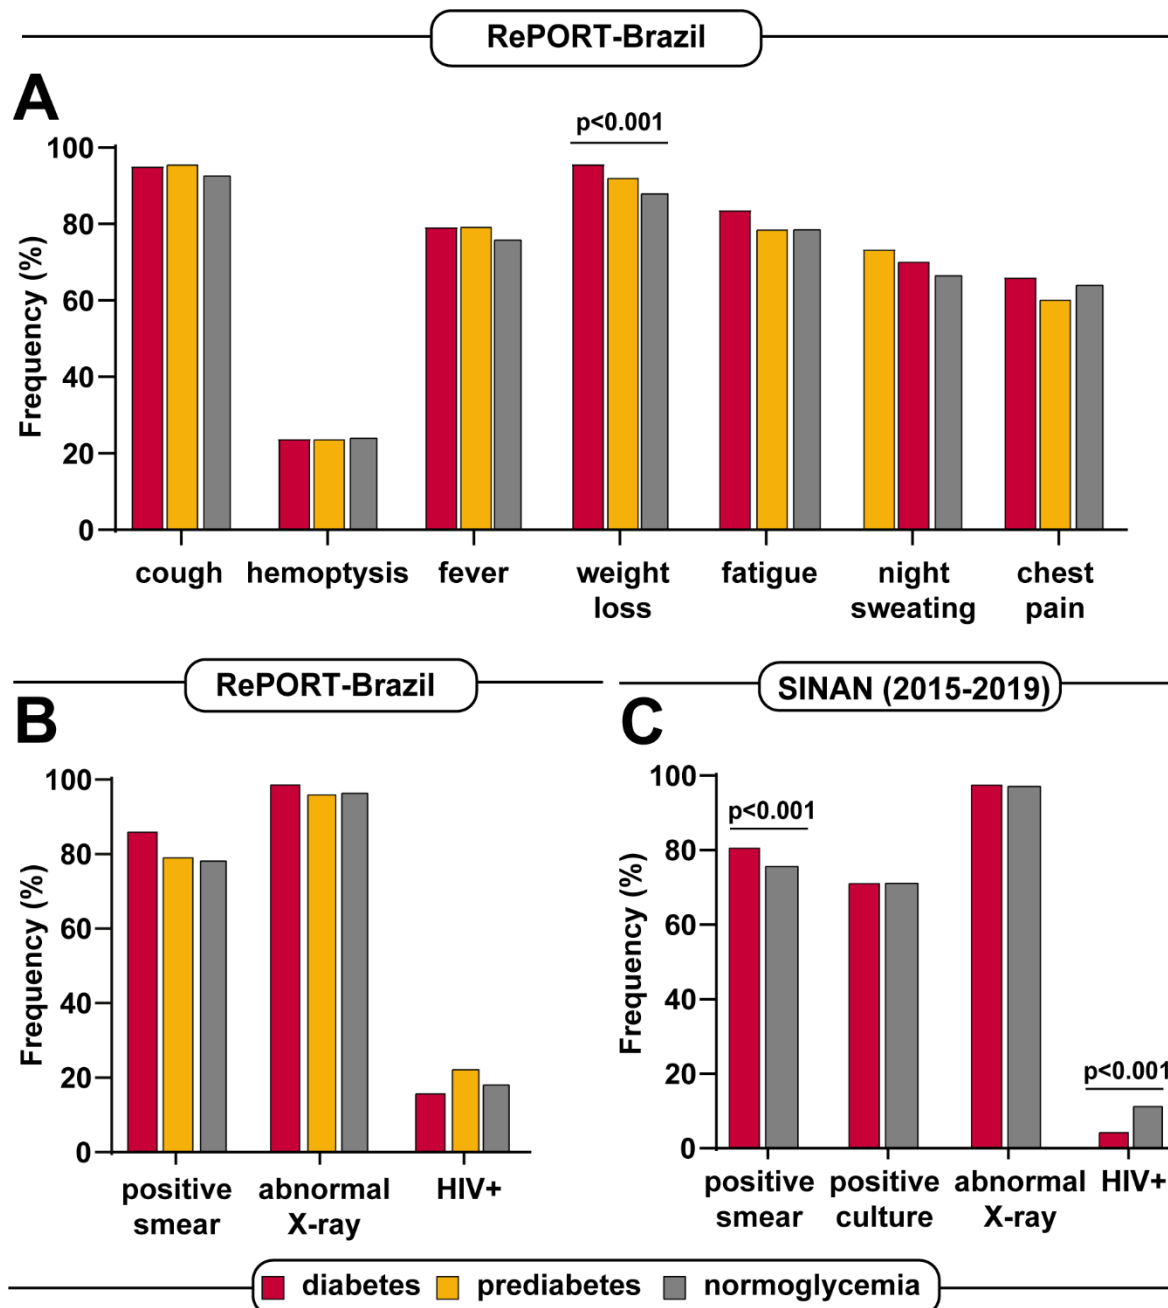 RePORT-Brazil
A
p<0.001
100
80
60
40
20
0
Frequency (%)
cough hemoptysis fever weight fatigue night chest
loss sweating pain
RePORT-Brazil
B
100
80
60
40
20
0
Frequency (%)
positive abnormal HIV+
smear X-ray
SINAN (2015-2019)
C
100
p<0.001
80
60
40
20
p<0.001
0
Frequency (%)
positive positive abnormal HIV+
smear culture X-ray
diabetes prediabetes normoglycemia